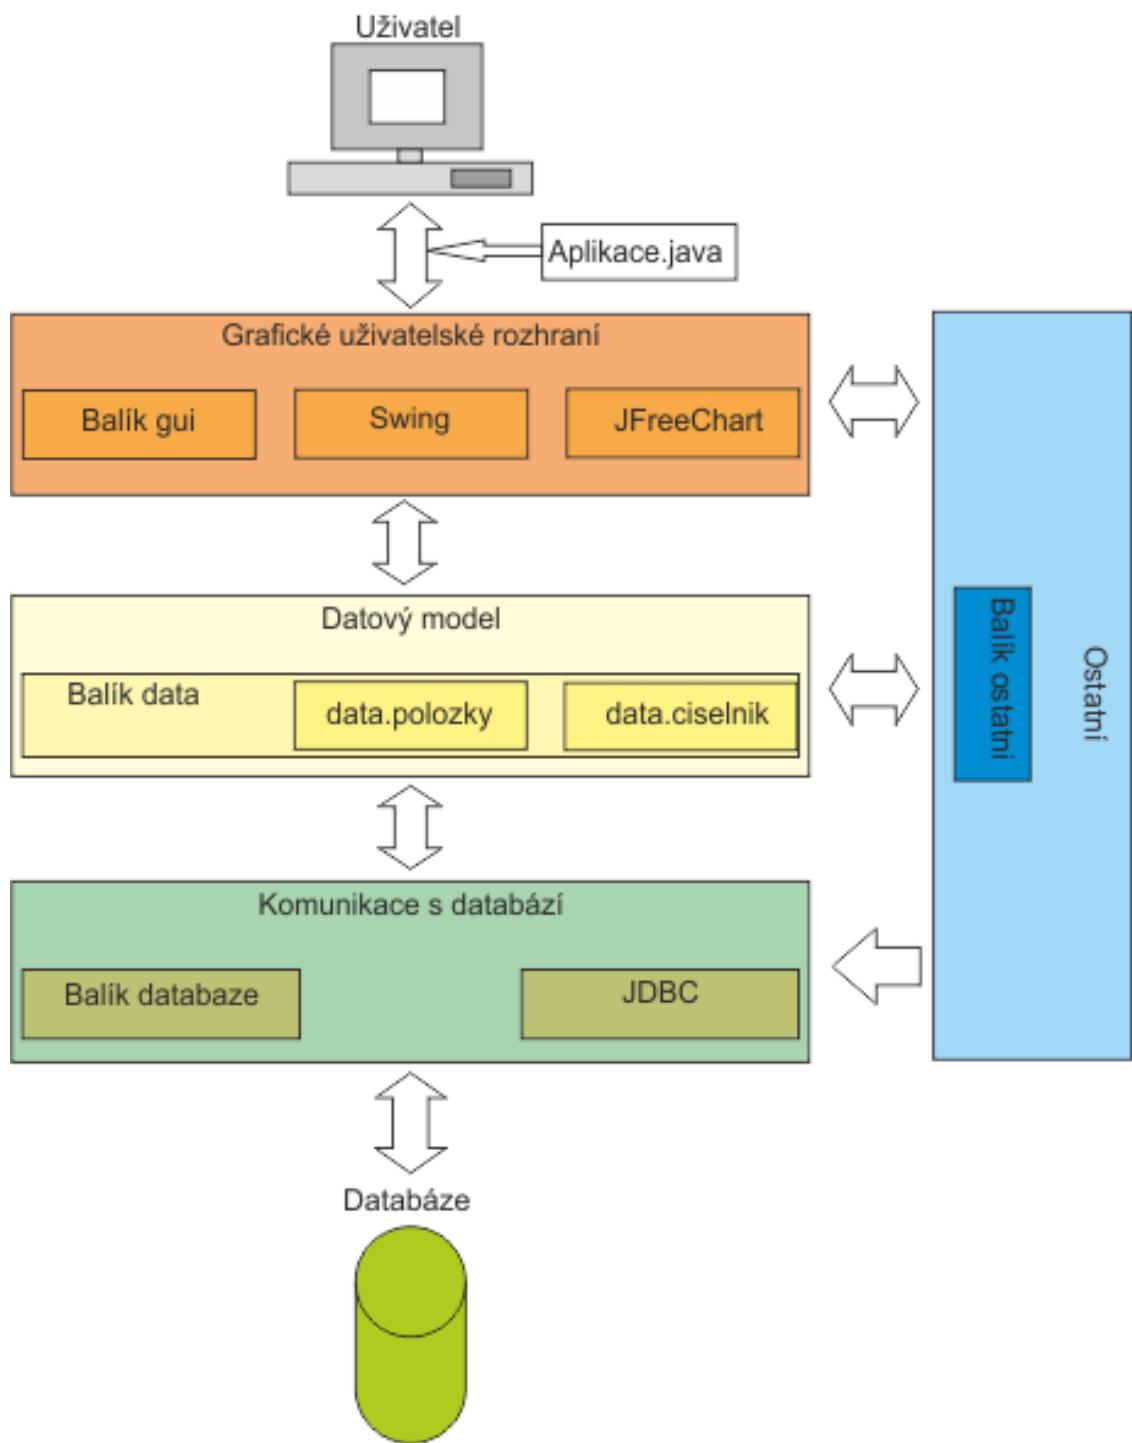 Uživatel
Aplikace.java
Grafické uživatelské rozhraní
Balík gui
Swing
JFreeChart
Datový model
Balík data
data.polozky
data.ciselnik
Balík ostatni
Ostatní
Komunikace s databází
Balík databaze
JDBC
Databáze